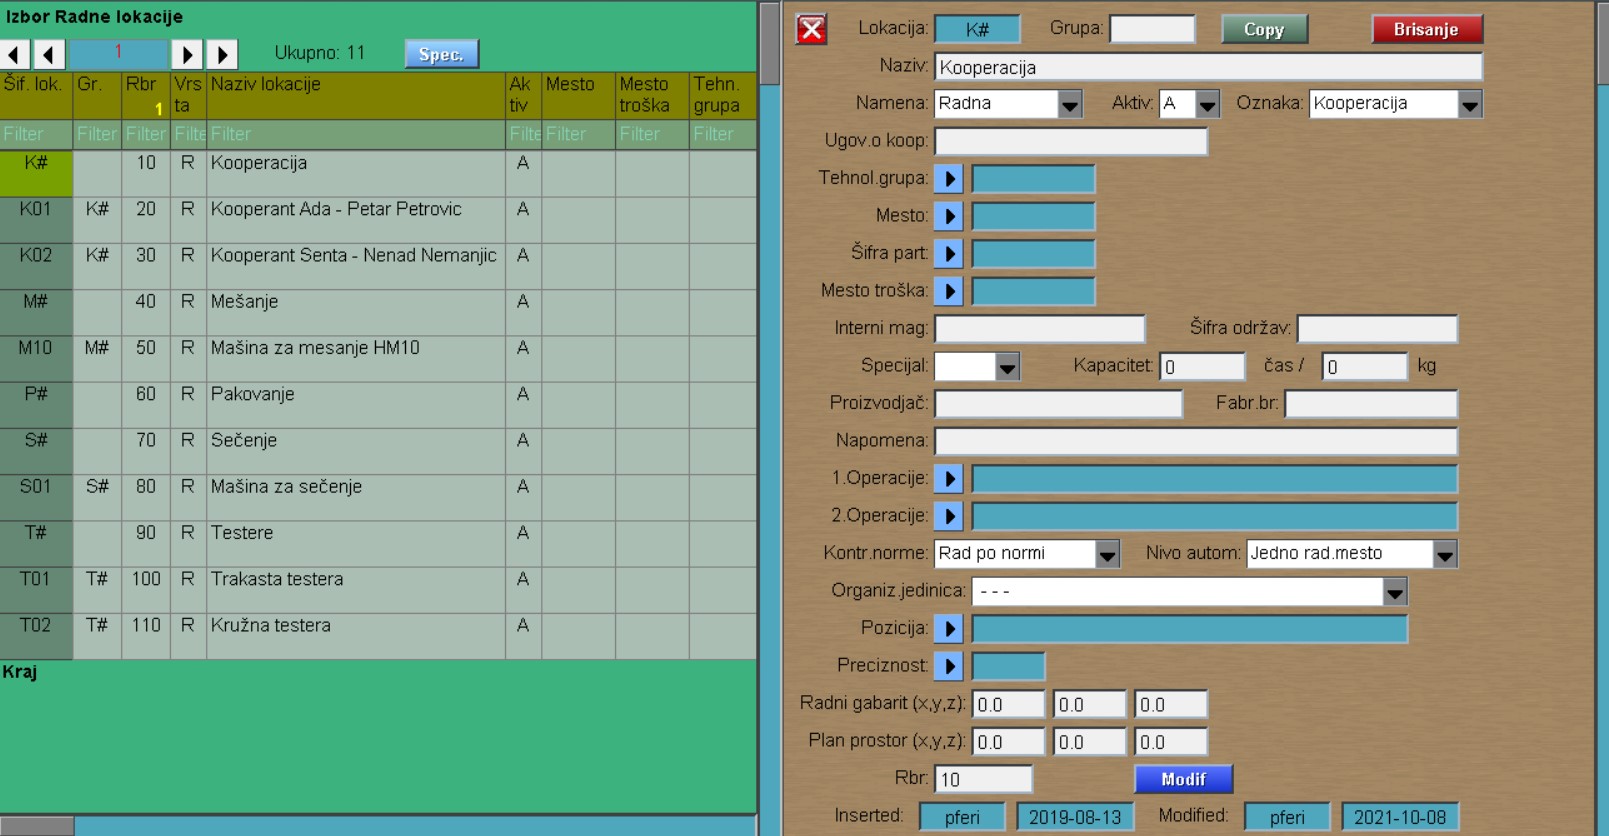 Izbor Radne lokacije
1
Ukupno: 11
Spec.
Šif. lok. Gr. Rbr 1 Vrs ta Naziv lokacije Ak tiv Mesto Mesto troška Tehn. grupa
Filter Filter Filter Filte Filter Filte Filter Filter Filter
K# 10 R Kooperacija A
K01 K# 20 R Kooperant Ada - Petar Petrovic A
K02 K# 30 R Kooperant Senta - Nenad Nemanjic A
M# 40 R Mešanje A
M10 M# 50 R Mašina za mesanje HM10 A
P# 60 R Pakovanje A
S# 70 R Sečenje A
S01 S# 80 R Mašina za sečenje A
T# 90 R Testere A
T01 T# 100 R Trakasta testera A
T02 T# 110 R Kružna testera A
Kraj
Lokacija: K# Grupa: Copy Brisanje
Naziv: Kooperacija
Namena: Radna Aktiv: A Oznaka: Kooperacija
Ugov.o koop:
Tehnol.grupa:
Mesto:
Šifra part:
Mesto troška:
Interni mag: Šifra održav:
Specijal: Kapacitet: 0 čas / 0 kg
Proizvodjač: Fabr.br:
Napomena:
1.Operacije:
2.Operacije:
Kontr.norme: Rad po normi Nivo autom: Jedno rad.mesto
Organiz.jedinica: - - -
Pozicija:
Preciznost:
Radni gabarit (x,y,z): 0.0 0.0 0.0
Plan prostor (x,y,z): 0.0 0.0 0.0
Rbr: 10 Modif
Inserted: pferi 2019-08-13 Modified: pferi 2021-10-08